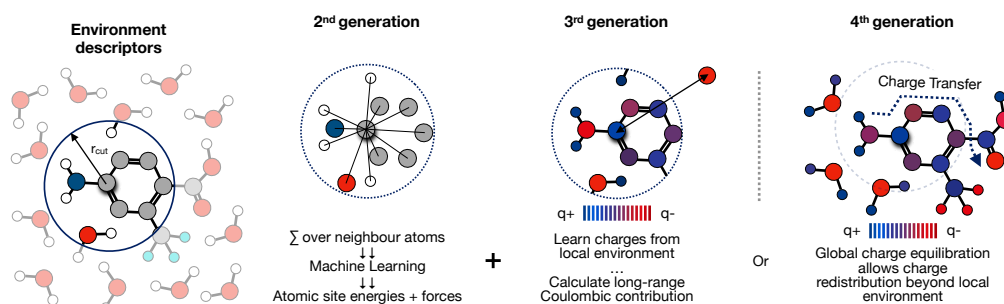 Environment
descriptors
r_cut
2nd generation
∑ over neighbour atoms
↓↓
Machine Learning
↓↓
Atomic site energies + forces
+
3rd generation
q+ q-
Learn charges from
local environment
...
Calculate long-range
Coulombic contribution
Or
4th generation
Charge Transfer
q+ q-
Global charge equilibration
allows charge
redistribution beyond local
environment